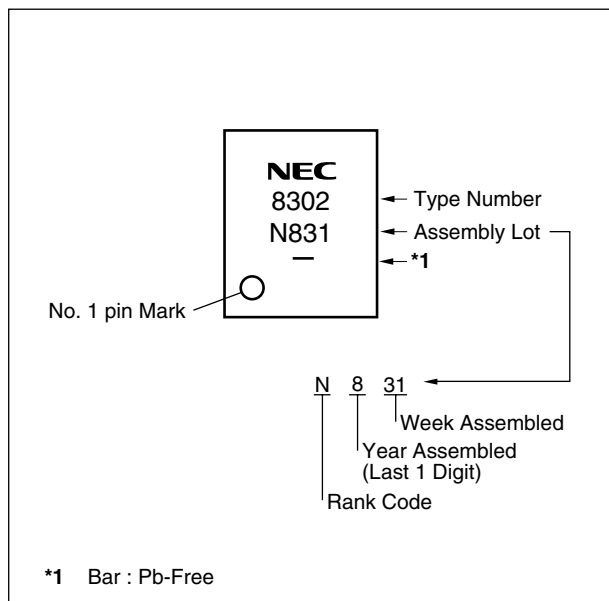 NEC
8302
N831
—
Type Number
Assembly Lot
*1
No. 1 pin Mark
N 8 31
Week Assembled
Year Assembled
(Last 1 Digit)
Rank Code
*1 Bar : Pb-Free